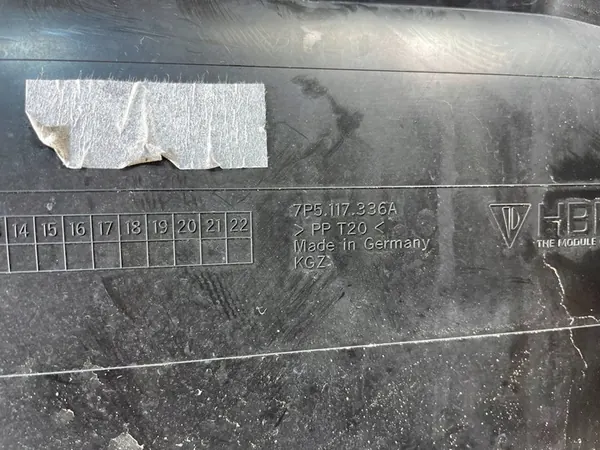 14 15 16 17 18 19 20 21 22
7P5.117.336A
> PP T20 <
Made in Germany
KGZ
THE MODULE